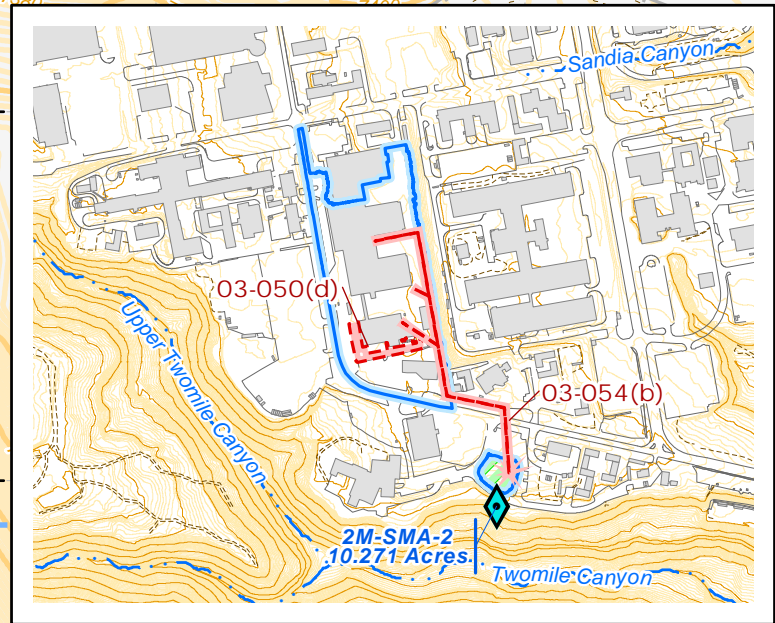 Sandia Canyon
03-050(d)
Upper Twomile Canyon
03-054(b)
2M-SMA-2
10.271 Acres
Twomile Canyon